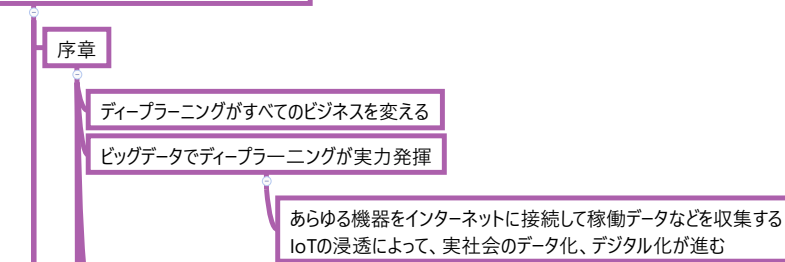 序章
ディープラーニングがすべてのビジネスを変える
ビッグデータでディープラーニングが実力発揮
あらゆる機器をインターネットに接続して稼働データなどを収集する
IoTの浸透によって、実社会のデータ化、デジタル化が進む